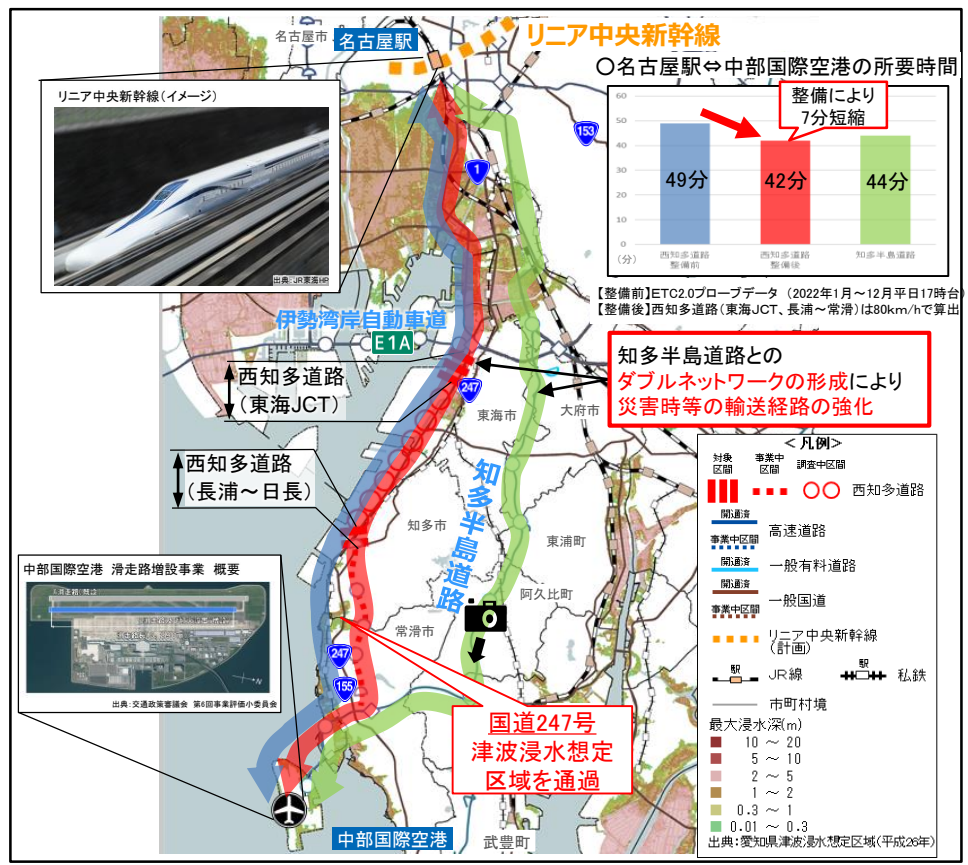 名古屋市
名古屋駅
リニア中央新幹線
リニア中央新幹線(イメージ)
出典:JR東海HP
○名古屋駅⇔中部国際空港の所要時間
整備により
7分短縮
60
50
40
30
20
10
0
(分)
49分
42分
44分
西知多道路
整備前
西知多道路
整備後
知多半島道路
【整備前】ETC2.0プローブデータ (2022年1月~12月平日17時台)
【整備後】西知多道路(東海JCT、長浦~常滑)は80km/hで算出
153
1
伊勢湾岸自動車道
E1A
西知多道路
(東海JCT)
247
東海市
大府市
知多半島道路との
ダブルネットワークの形成により
災害時等の輸送経路の強化
西知多道路
(長浦~日長)
知多市
知多半島道路
東浦町
阿久比町
常滑市
247
155
中部国際空港 滑走路増設事業 概要
N
出典:交通政策審議会 第6回事業評価小委員会
国道247号
津波浸水想定
区域を通過
中部国際空港
武豊町
<凡例>
対象
区間
事業中
区間
調査中区間
西知多道路
開通済
事業中区間
高速道路
開通済
一般有料道路
開通済
事業中区間
一般国道
リニア中央新幹線
(計画)
駅
JR線
駅
私鉄
市町村境
最大浸水深(m)
10 ~ 20
5 ~ 10
2 ~ 5
1 ~ 2
0.3 ~ 1
0.01 ~ 0.3
出典:愛知県津波浸水想定区域(平成26年)